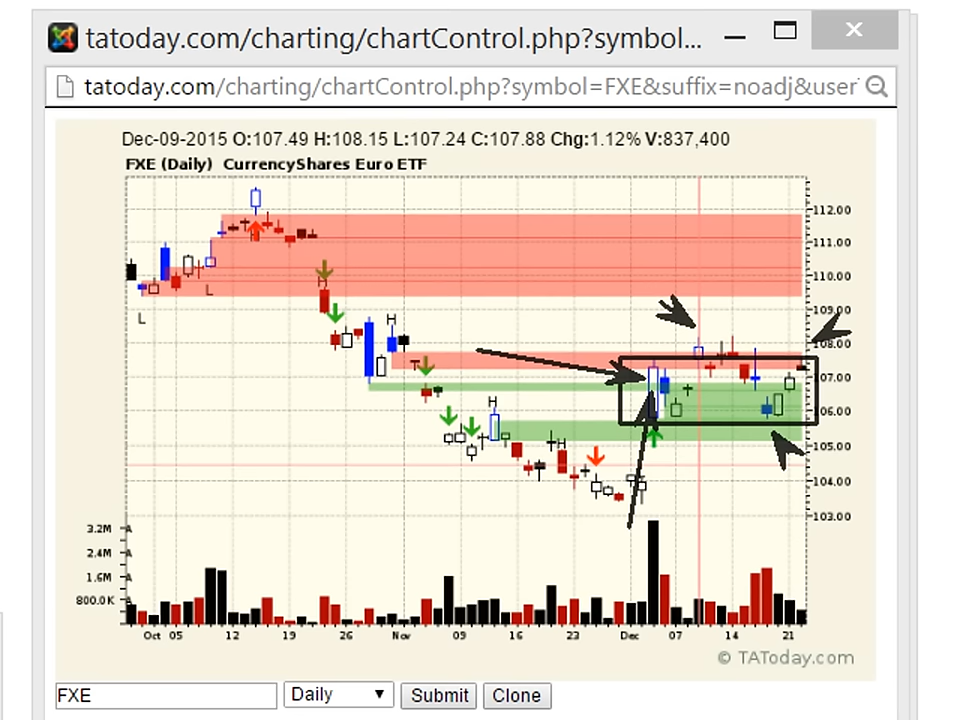 tatoday.com/charting/chartControl.php?symbol...
tatoday.com/charting/chartControl.php?symbol=FXE&suffix=noadj&user
Dec-09-2015 O:107.49 H:108.15 L:107.24 C:107.88 Chg:1.12% V:837,400
FXE (Daily) CurrencyShares Euro ETF
112.00
111.00
110.00
109.00
108.00
107.00
106.00
105.00
104.00
103.00
L
L
H
H
H
H
3.2M
2.4M
1.6M
800.0K
Oct 05 12 19 26 Nov 09 16 23 Dec 07 14 21
© TAToday.com
FXE Daily Submit Clone